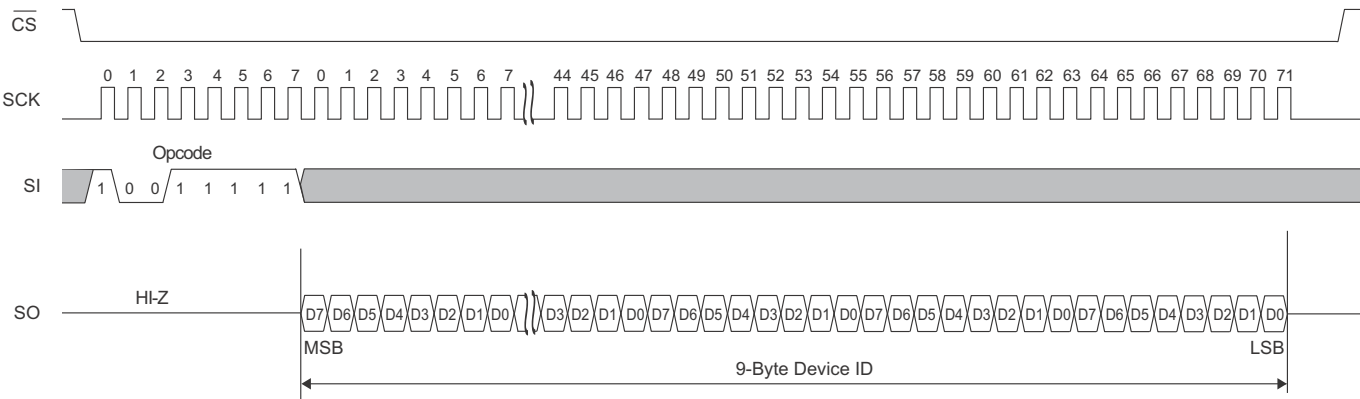 CS
0 1 2 3 4 5 6 7 0 1 2 3 4 5 6 7 44 45 46 47 48 49 50 51 52 53 54 55 56 57 58 59 60 61 62 63 64 65 66 67 68 69 70 71
SCK
Opcode
SI 1 0 0 1 1 1 1 1
HI-Z
SO D7 D6 D5 D4 D3 D2 D1 D0 D3 D2 D1 D0 D7 D6 D5 D4 D3 D2 D1 D0 D7 D6 D5 D4 D3 D2 D1 D0 D7 D6 D5 D4 D3 D2 D1 D0
MSB LSB
9-Byte Device ID